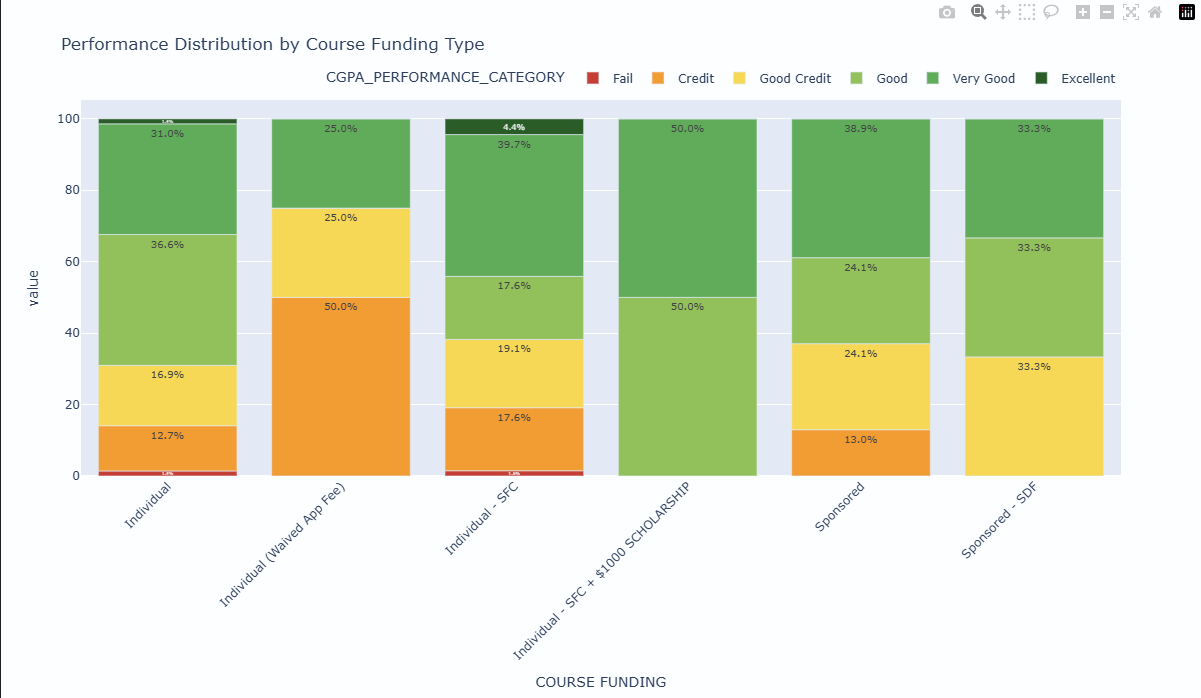 Performance Distribution by Course Funding Type
CGPA_PERFORMANCE_CATEGORY Fail Credit Good Credit Good Very Good Excellent
value
100
80
60
40
20
0
31.0%
36.6%
16.9%
12.7%
25.0%
25.0%
50.0%
4.4%
39.7%
17.6%
19.1%
17.6%
50.0%
50.0%
38.9%
24.1%
24.1%
13.0%
33.3%
33.3%
33.3%
Individual
Individual (Waived App Fee)
Individual - SFC
Individual - SFC + $1000 SCHOLARSHIP
Sponsored
Sponsored - SDF
COURSE FUNDING